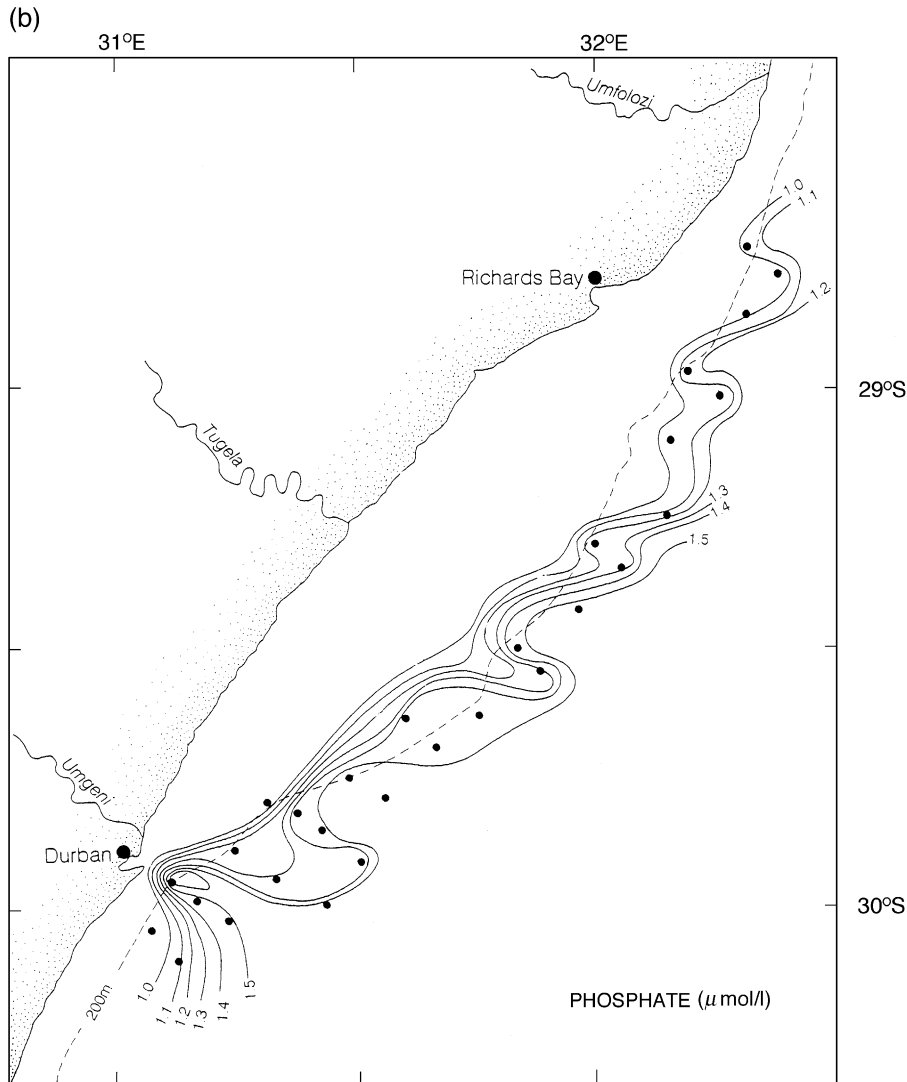 (b)
31°E
32°E
Umfolozi
1.0
1.1
Richards Bay
1.2
29°S
Tugela
1.3
1.4
1.5
Umgeni
Durban
30°S
200m
1.0
1.1
1.2
1.3
1.4
1.5
PHOSPHATE (μ mol/l)